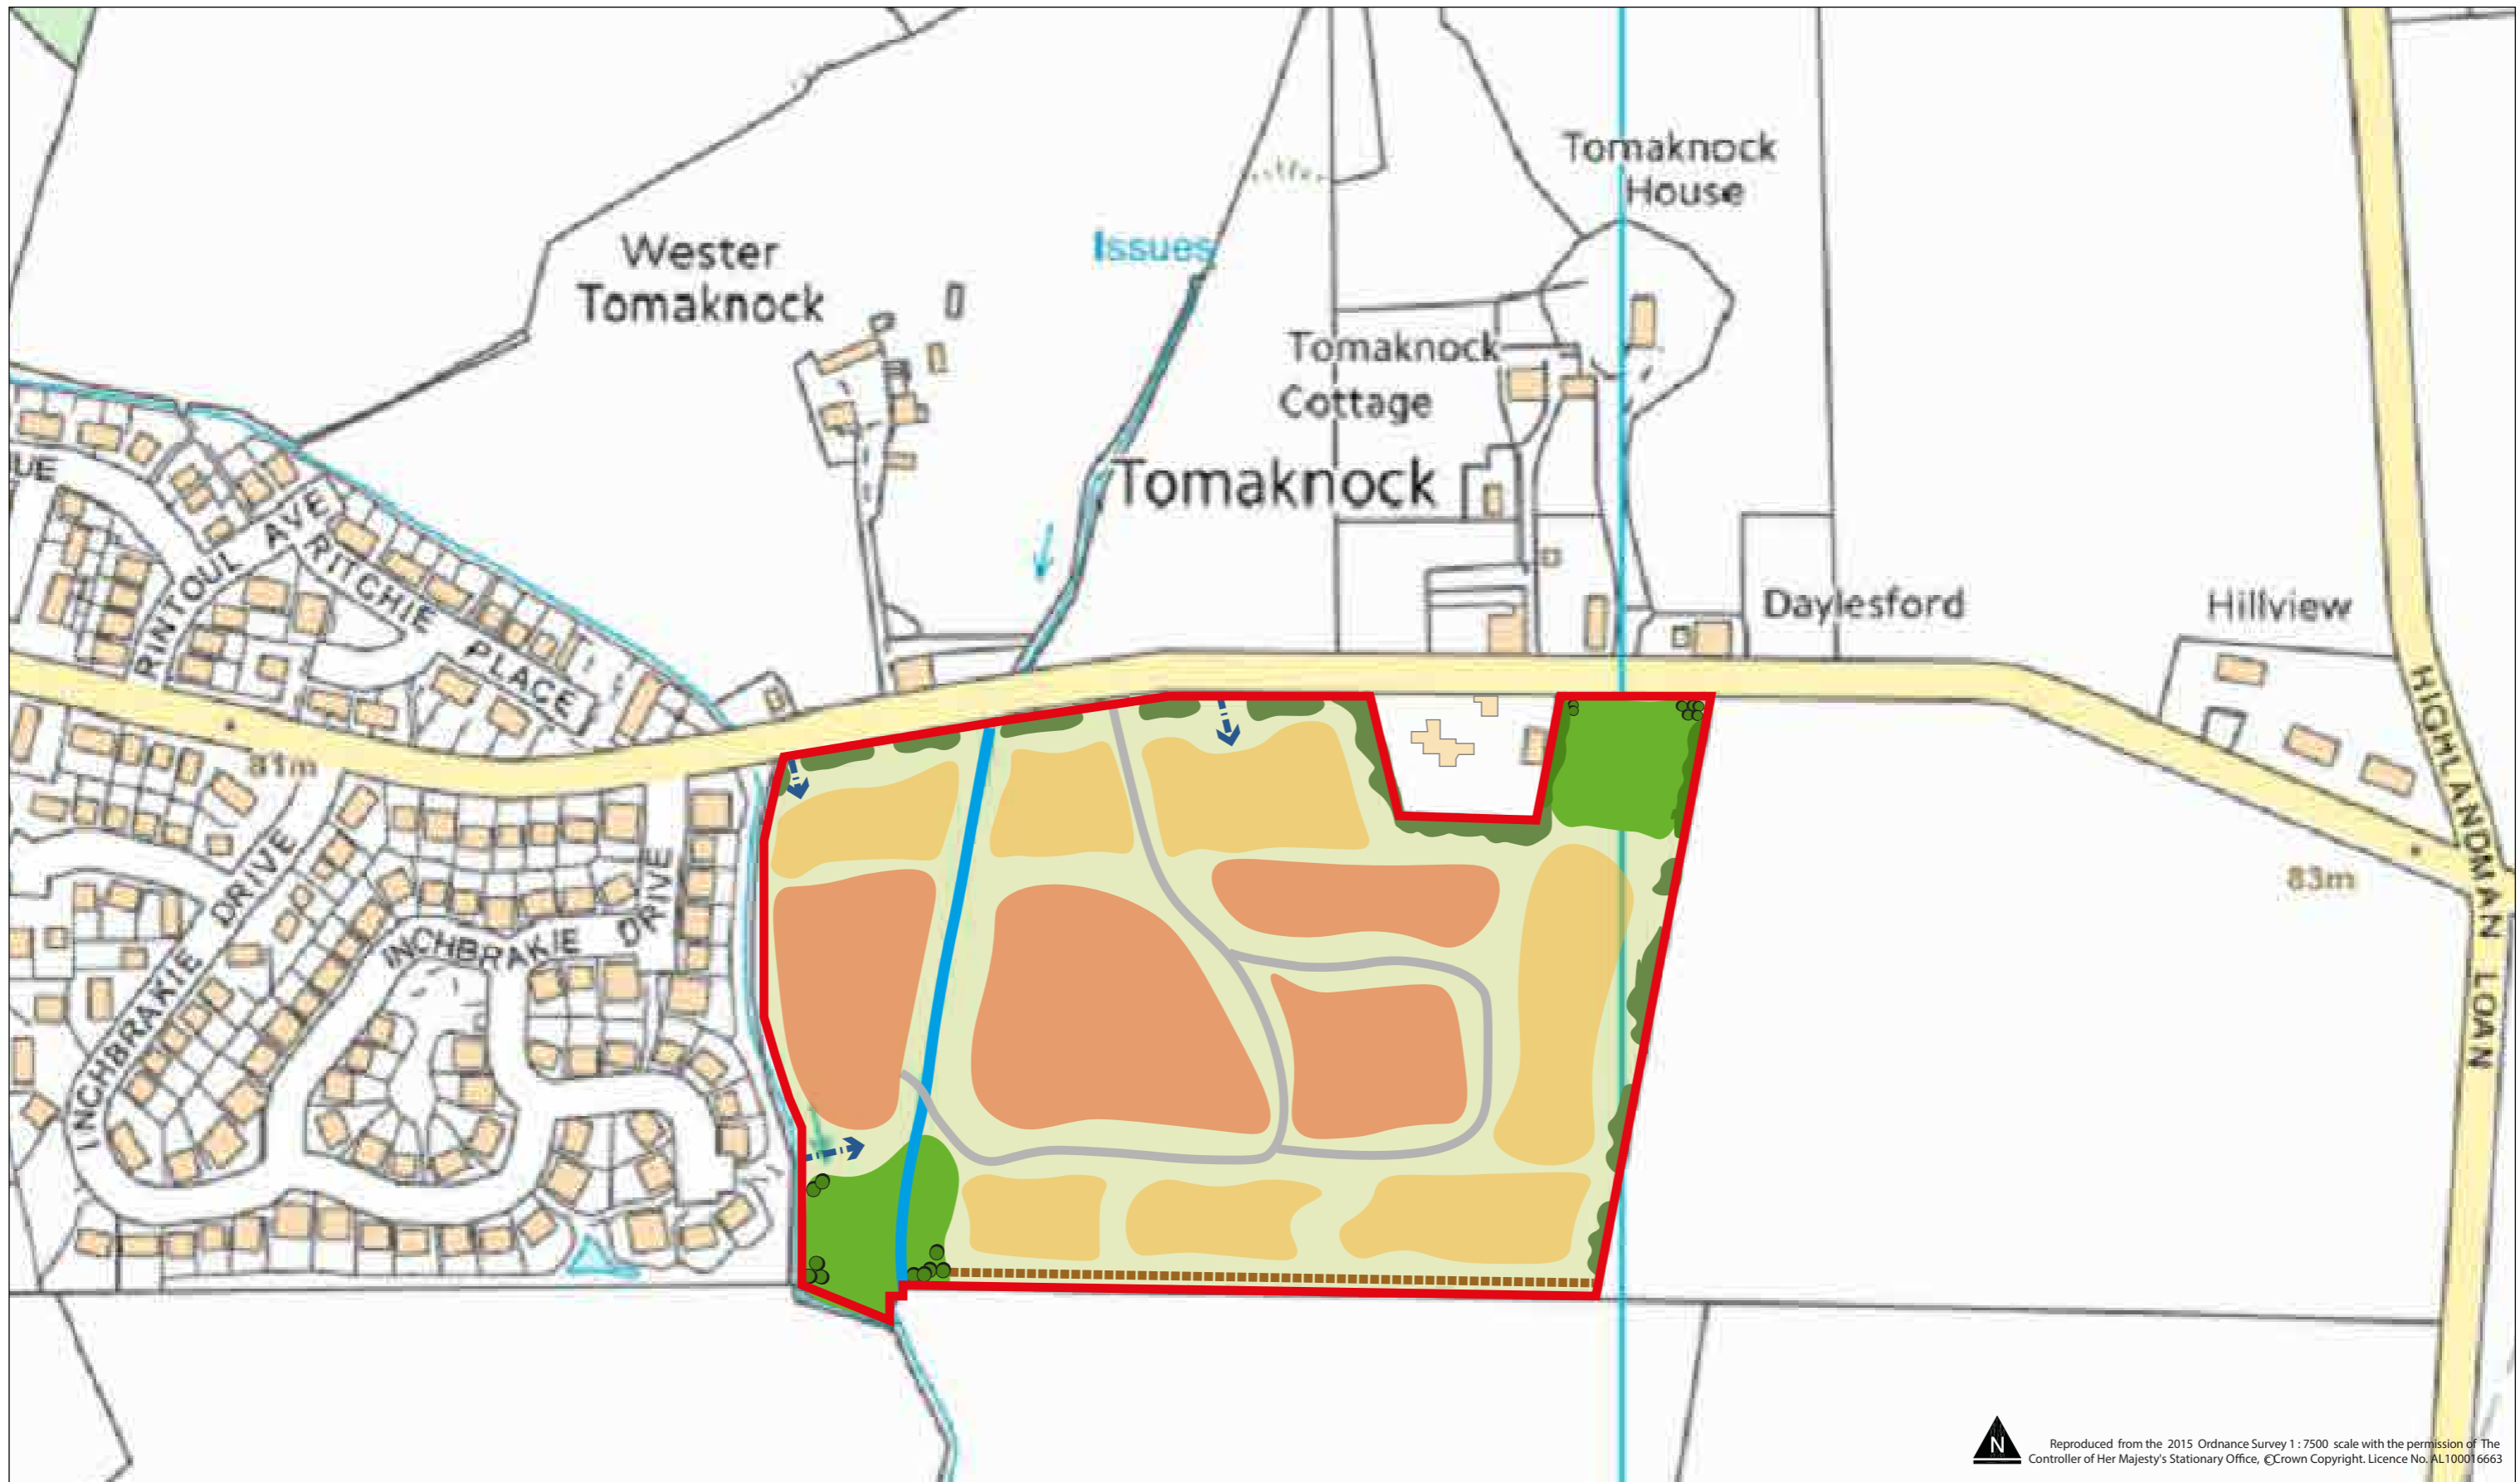 Tomaknock
House
Wester
Tomaknock
Issues
Tomaknock
Cottage
Tomaknock
UE
RINTOUL AVE
RITCHIE PLACE
Daylesford
Hillview
HIGHLANDMAN LOAN
81m
83m
INCHBRAKIE DRIVE
INCHBRAKIE DRIVE
N
Reproduced from the 2015 Ordnance Survey 1 : 7500 scale with the permission of The
Controller of Her Majesty's Stationary Office, ©Crown Copyright. Licence No. AL100016663